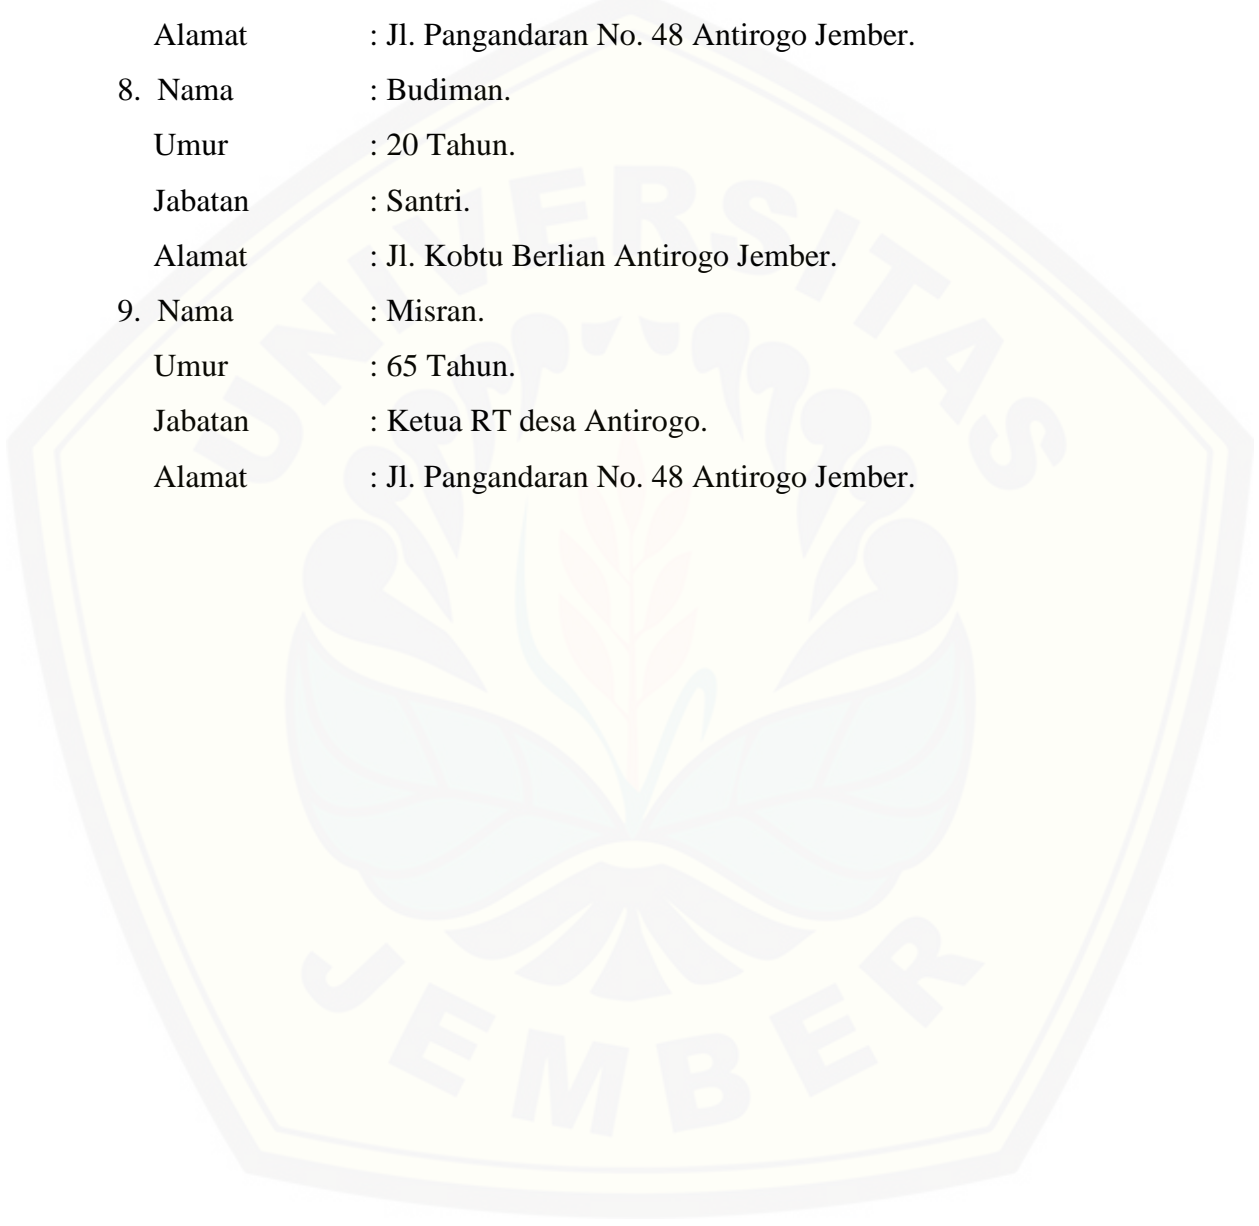 Alamat : Jl. Pangandaran No. 48 Antirogo Jember.
8. Nama : Budiman.
Umur : 20 Tahun.
Jabatan : Santri.
Alamat : Jl. Kobtu Berlian Antirogo Jember.
9. Nama : Misran.
Umur : 65 Tahun.
Jabatan : Ketua RT desa Antirogo.
Alamat : Jl. Pangandaran No. 48 Antirogo Jember.
UNIVERSITAS
JEMBER